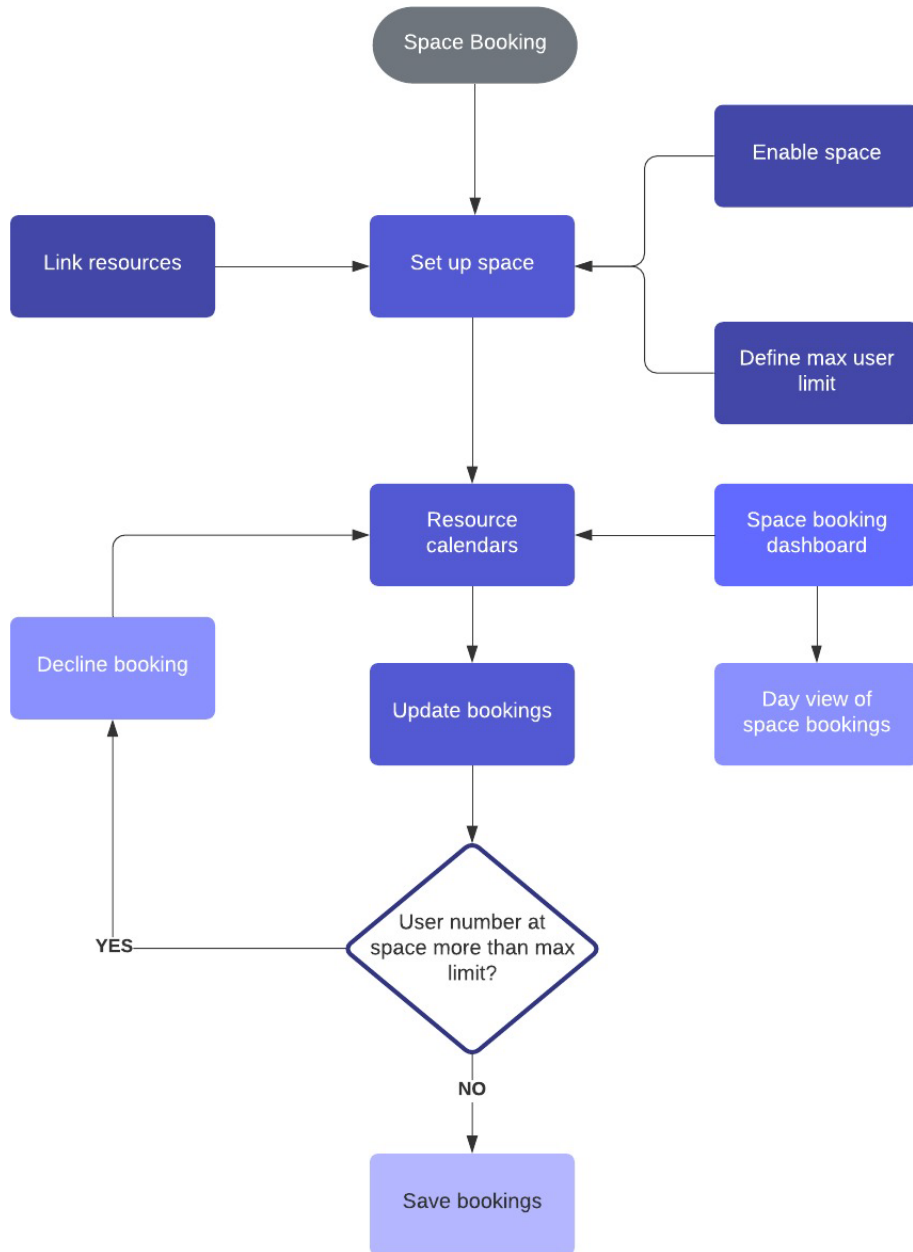 Space Booking
Enable space
Link resources
Set up space
Define max user
limit
Resource
calendars
Space booking
dashboard
Decline booking
Update bookings
Day view of
space bookings
User number at
space more than max
limit?
YES
NO
Save bookings